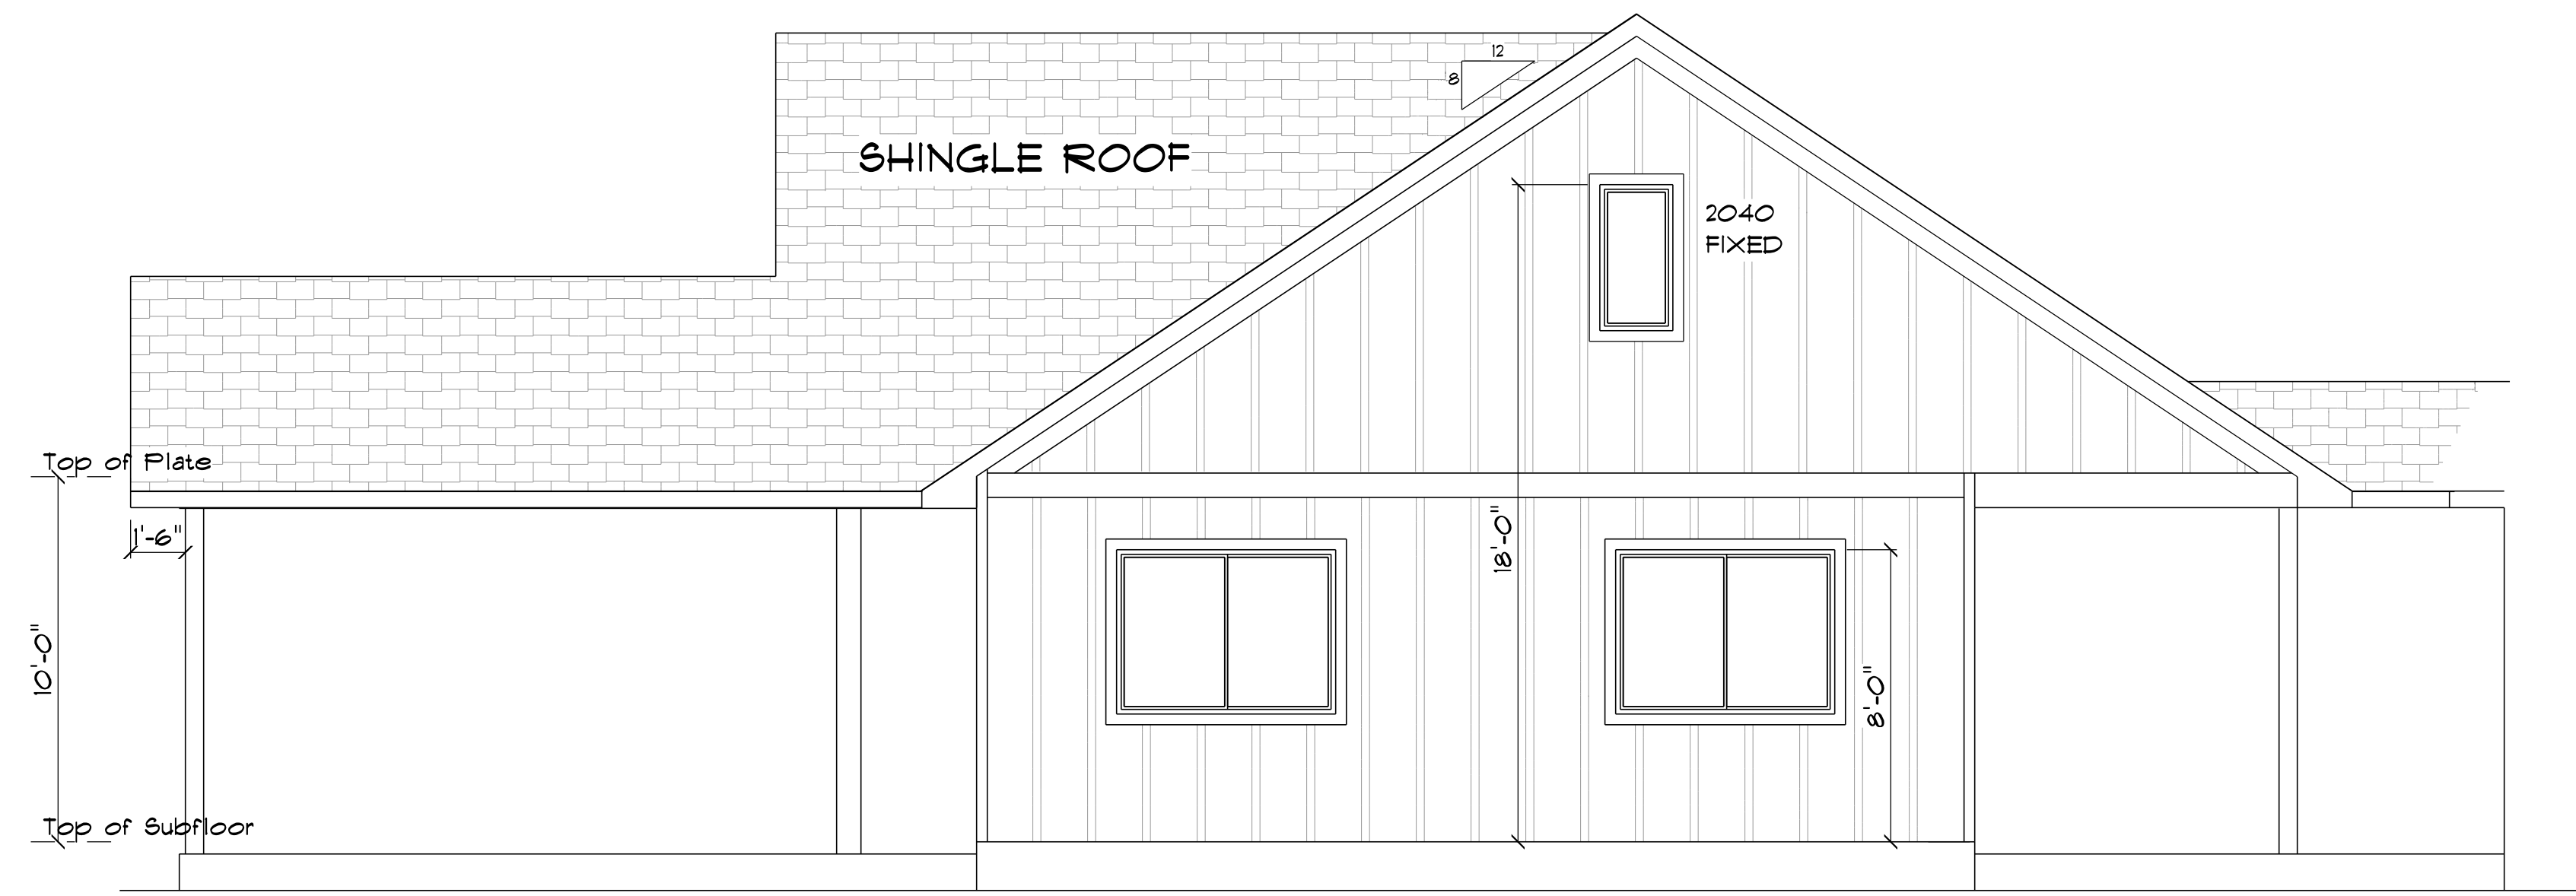 12
8
SHINGLE ROOF
2040
FIXED
Top of Plate
1'-6"
18'-0"
10'-0"
8'-0"
Top of Subfloor